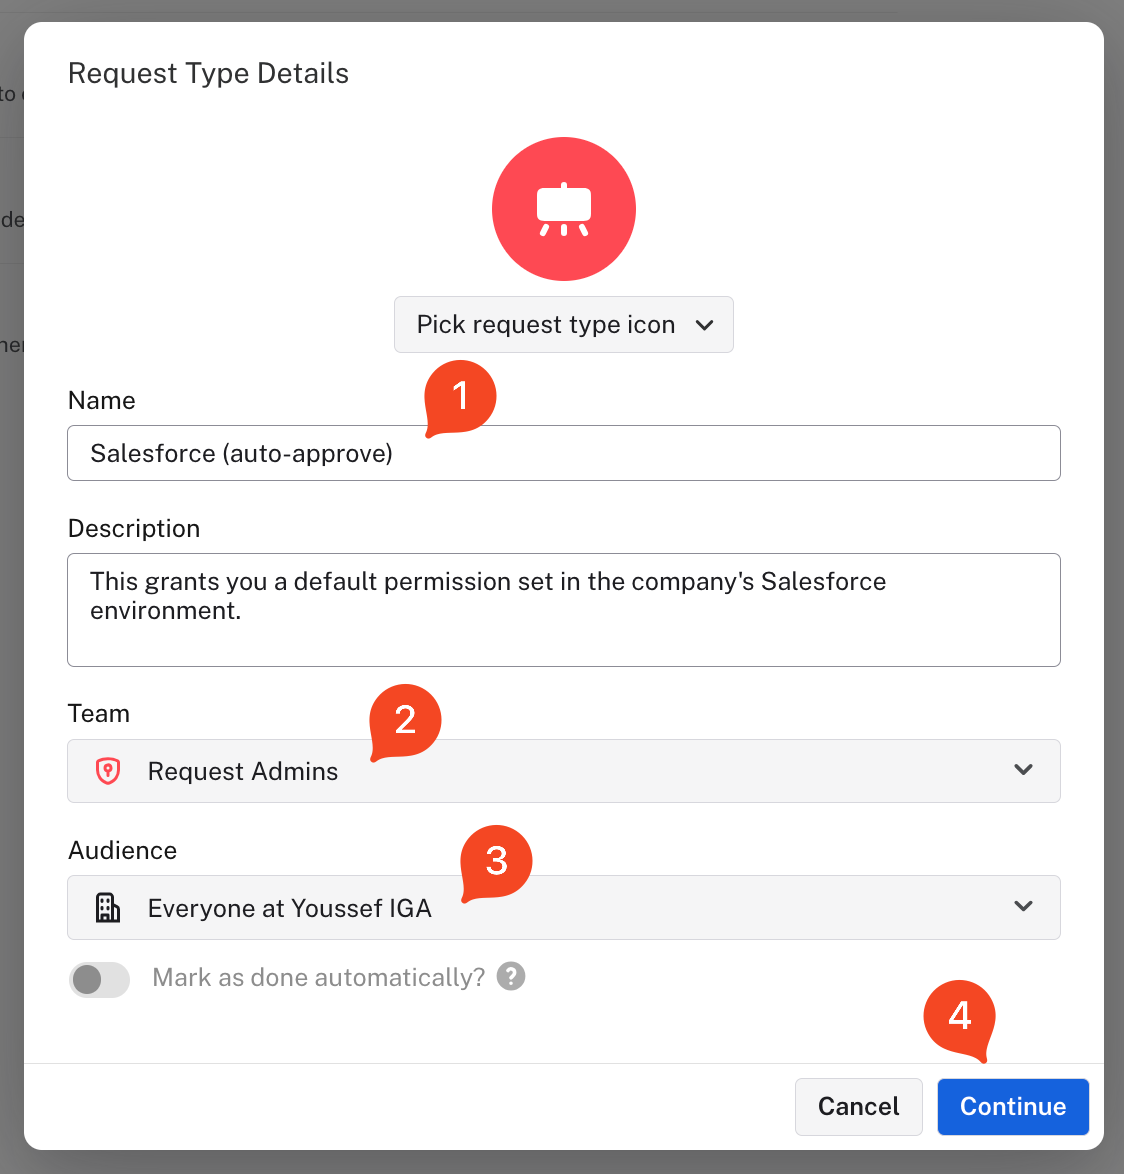 Request Type Details
to
de
Pick request type icon
1
Name
Salesforce (auto-approve)
Description
This grants you a default permission set in the company's Salesforce
environment.
2
Team
Request Admins
3
Audience
Everyone at Youssef IGA
Mark as done automatically? ?
4
Cancel Continue